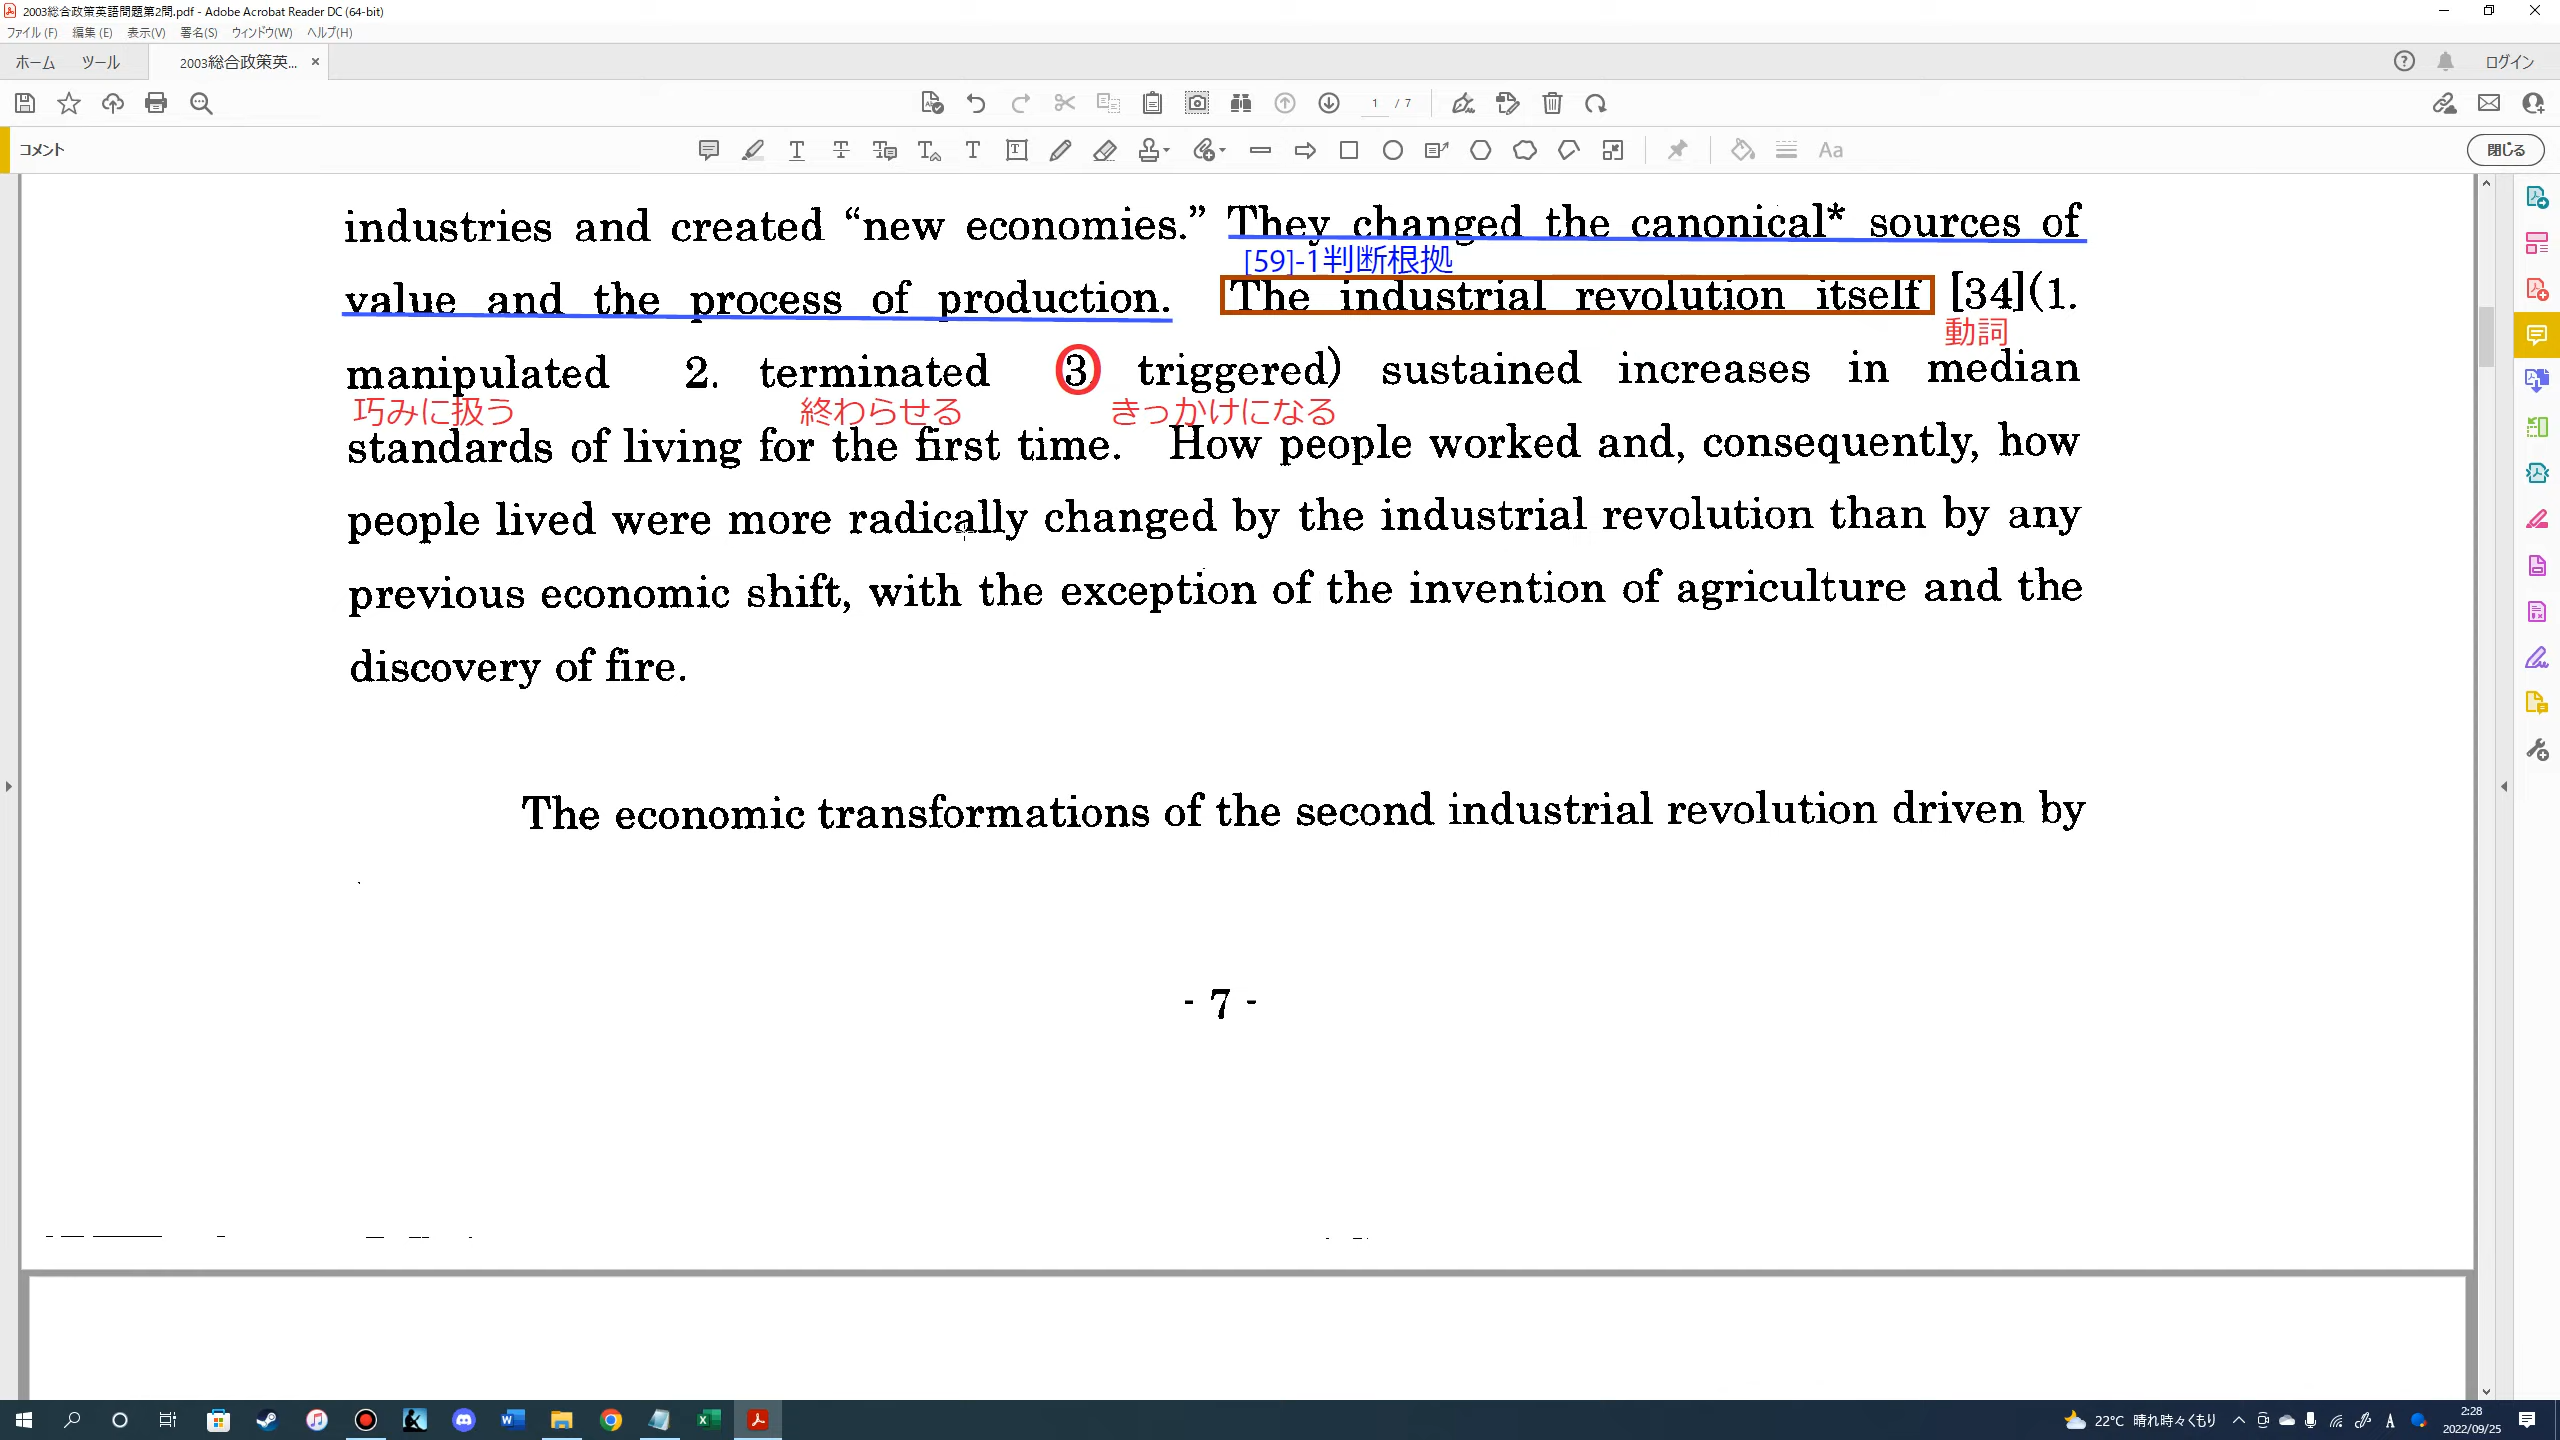 2003総合政策英語問題第2問.pdf - Adobe Acrobat Reader DC (64-bit)
ファイル(F) 編集(E) 表示(V) 署名(S) ウィンドウ(W) ヘルプ(H)
ホーム ツール 2003総合政策英... × ログイン
1 / 7
コメント 閉じる
industries and created “new economies.” They changed the canonical* sources of
[59]-1判断根拠
value and the process of production. The industrial revolution itself [34](1.
動詞
manipulated 2. terminated 3 triggered) sustained increases in median
巧みに扱う 終わらせる きっかけになる
standards of living for the first time. How people worked and, consequently, how
people lived were more radically changed by the industrial revolution than by any
previous economic shift, with the exception of the invention of agriculture and the
discovery of fire.
The economic transformations of the second industrial revolution driven by
- 7 -
22°C 晴れ時々くもり A 2:28
2022/09/25